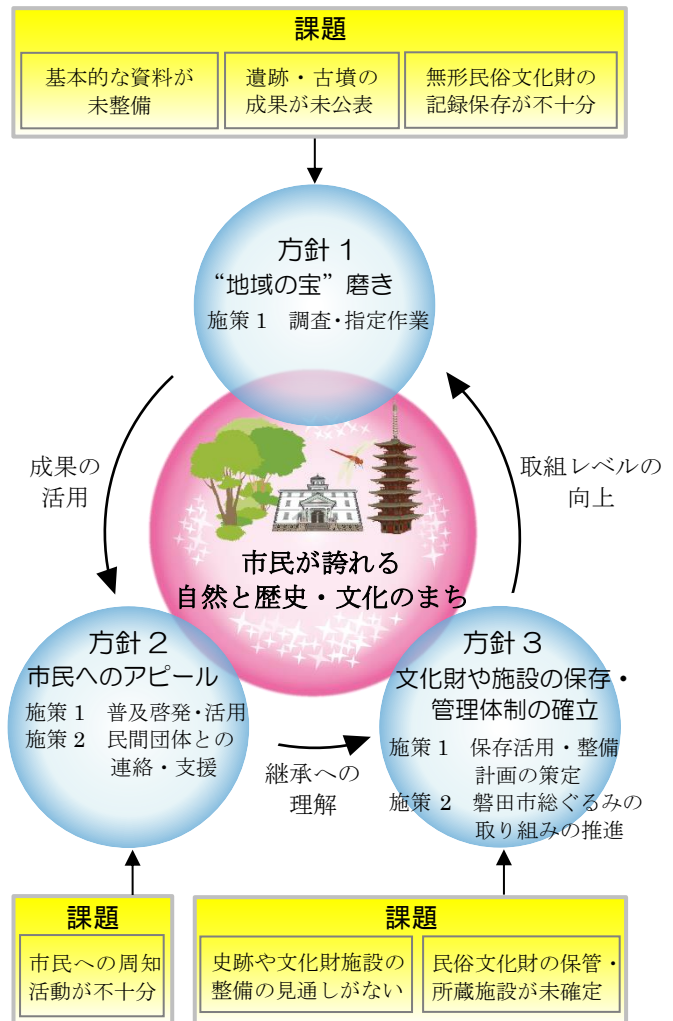 課題
基本的な資料が
未整備
遺跡・古墳の
成果が未公表
無形民俗文化財の
記録保存が不十分
方針 1
“地域の宝”磨き
施策 1 調査・指定作業
成果の
活用
取組レベルの
向上
市民が誇れる
自然と歴史・文化のまち
方針 2
市民へのアピール
施策 1 普及啓発・活用
施策 2 民間団体との
連絡・支援
継承への
理解
方針 3
文化財や施設の保存・
管理体制の確立
施策 1 保存活用・整備
計画の策定
施策 2 磐田市総ぐるみの
取り組みの推進
課題
市民への周知
活動が不十分
課題
史跡や文化財施設の
整備の見通しがない
民俗文化財の保管・
所蔵施設が未確定